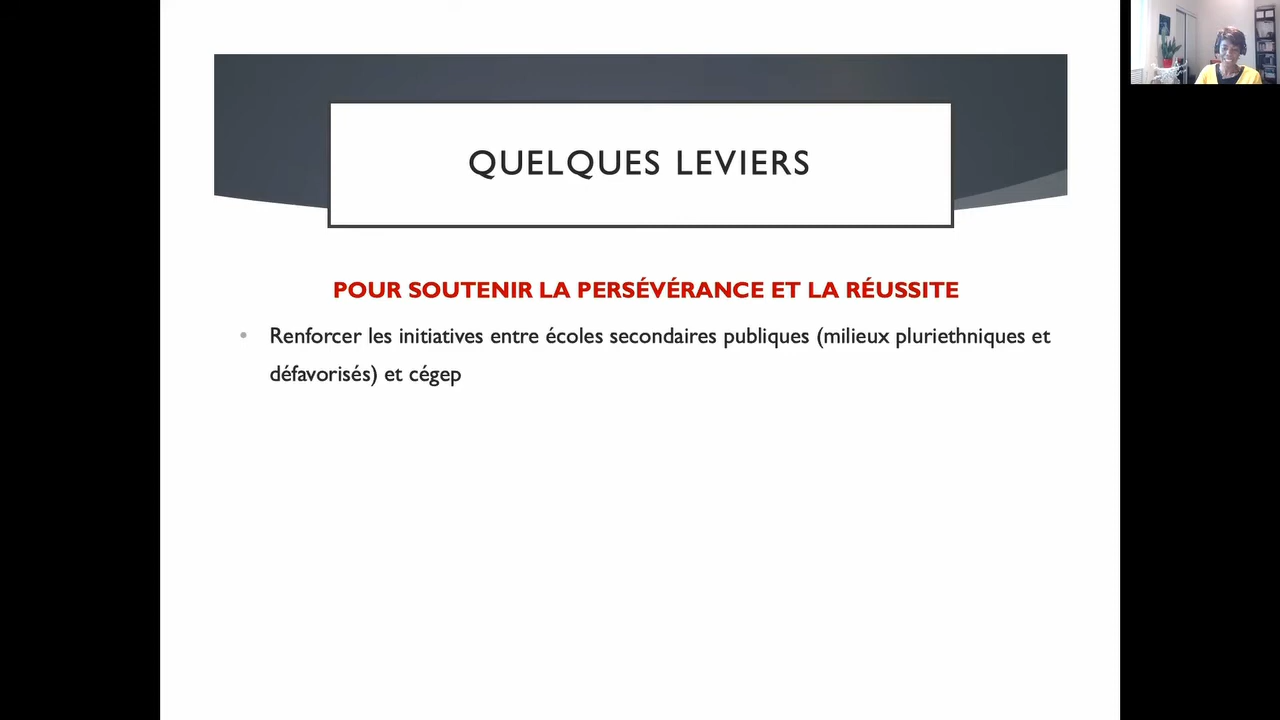 QUELQUES LEVIERS
POUR SOUTENIR LA PERSÉVÉRANCE ET LA RÉUSSITE
• Renforcer les initiatives entre écoles secondaires publiques (milieux pluriethniques et
défavorisés) et cégep